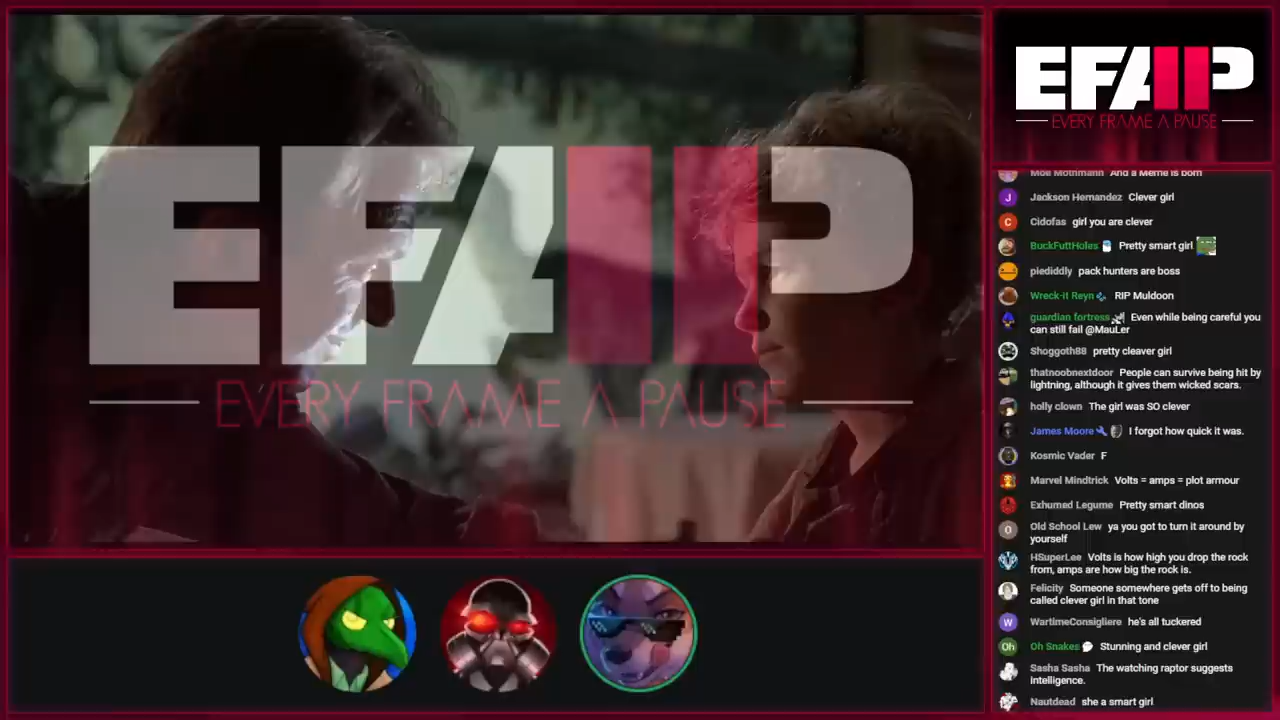 EFAP
EVERY FRAME A PAUSE
EFAP
EVERY FRAME A PAUSE
Moe Mothmann And a Meme is born
Jackson Hernandez Clever girl
Cidofas girl you are clever
BuckFuttHoles Pretty smart girl
piediddly pack hunters are boss
Wreck-It Reyn RIP Muldoon
guardian fortress Even while being careful you
can still fail @MauLer
Shoggoth88 pretty cleaver girl
thatnoobnextdoor People can survive being hit by
lightning, although it gives them wicked scars.
holly clown The girl was SO clever
James Moore I forgot how quick it was.
Kosmic Vader F
Marvel Mindtrick Volts = amps = plot armour
Exhumed Legume Pretty smart dinos
Old School Lew ya you got to turn it around by
yourself
HSuperLee Volts is how high you drop the rock
from, amps are how big the rock is.
Felicity Someone somewhere gets off to being
called clever girl in that tone
WartimeConsigliere he's all tuckered
Oh Snakes Stunning and clever girl
Sasha Sasha The watching raptor suggests
intelligence.
Nautdead she a smart girl